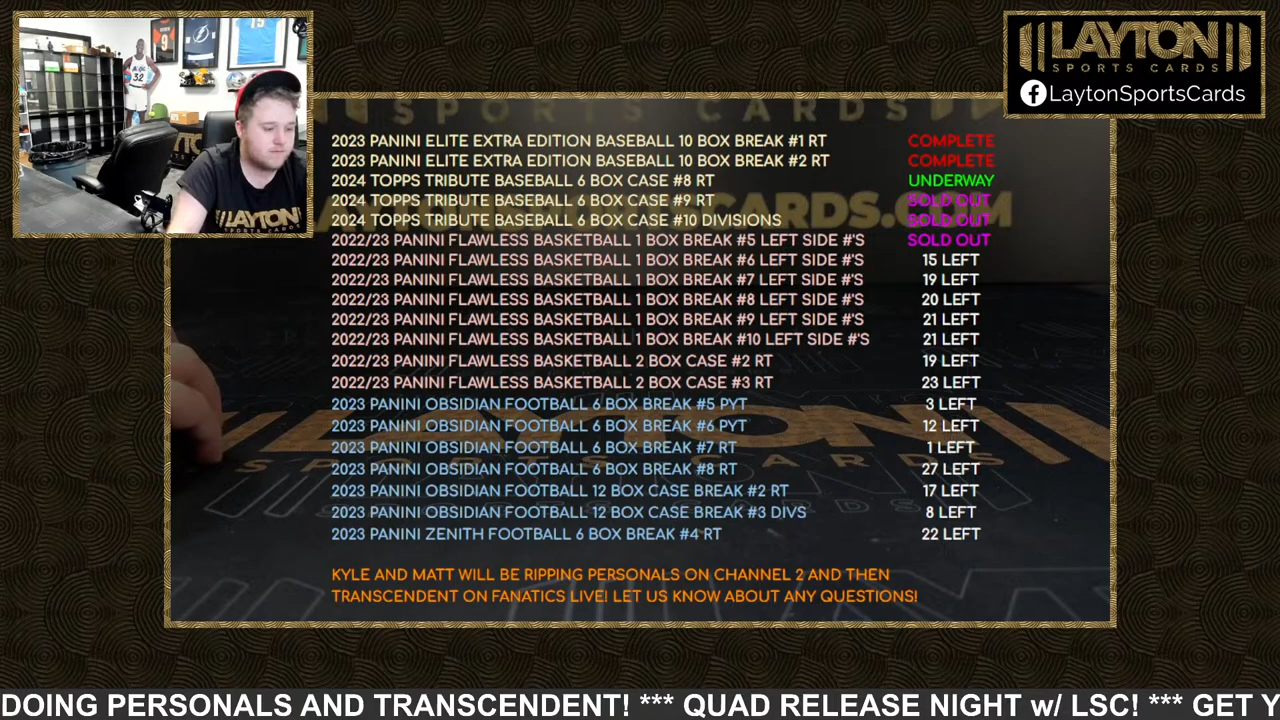 LAYTON
SPORTS CARDS
LaytonSportsCards
SPORTS CARDS
2023 PANINI ELITE EXTRA EDITION BASEBALL 10 BOX BREAK #1 RT COMPLETE
2023 PANINI ELITE EXTRA EDITION BASEBALL 10 BOX BREAK #2 RT COMPLETE
2024 TOPPS TRIBUTE BASEBALL 6 BOX CASE #8 RT UNDERWAY
2024 TOPPS TRIBUTE BASEBALL 6 BOX CASE #9 RT SOLD OUT
2024 TOPPS TRIBUTE BASEBALL 6 BOX CASE #10 DIVISIONS SOLD OUT
2022/23 PANINI FLAWLESS BASKETBALL 1 BOX BREAK #5 LEFT SIDE #'S SOLD OUT
2022/23 PANINI FLAWLESS BASKETBALL 1 BOX BREAK #6 LEFT SIDE #'S 15 LEFT
2022/23 PANINI FLAWLESS BASKETBALL 1 BOX BREAK #7 LEFT SIDE #'S 19 LEFT
2022/23 PANINI FLAWLESS BASKETBALL 1 BOX BREAK #8 LEFT SIDE #'S 20 LEFT
2022/23 PANINI FLAWLESS BASKETBALL 1 BOX BREAK #9 LEFT SIDE #'S 21 LEFT
2022/23 PANINI FLAWLESS BASKETBALL 1 BOX BREAK #10 LEFT SIDE #'S 21 LEFT
2022/23 PANINI FLAWLESS BASKETBALL 2 BOX CASE #2 RT 19 LEFT
2022/23 PANINI FLAWLESS BASKETBALL 2 BOX CASE #3 RT 23 LEFT
2023 PANINI OBSIDIAN FOOTBALL 6 BOX BREAK #5 PYT 3 LEFT
2023 PANINI OBSIDIAN FOOTBALL 6 BOX BREAK #6 PYT 12 LEFT
2023 PANINI OBSIDIAN FOOTBALL 6 BOX BREAK #7 RT 1 LEFT
2023 PANINI OBSIDIAN FOOTBALL 6 BOX BREAK #8 RT 27 LEFT
2023 PANINI OBSIDIAN FOOTBALL 12 BOX CASE BREAK #2 RT 17 LEFT
2023 PANINI OBSIDIAN FOOTBALL 12 BOX CASE BREAK #3 DIVS 8 LEFT
2023 PANINI ZENITH FOOTBALL 6 BOX BREAK #4 RT 22 LEFT
KYLE AND MATT WILL BE RIPPING PERSONALS ON CHANNEL 2 AND THEN
TRANSCENDENT ON FANATICS LIVE! LET US KNOW ABOUT ANY QUESTIONS!
LAYTON
32
9
DOING PERSONALS AND TRANSCENDENT! *** QUAD RELEASE NIGHT w/ LSC! *** GET Y